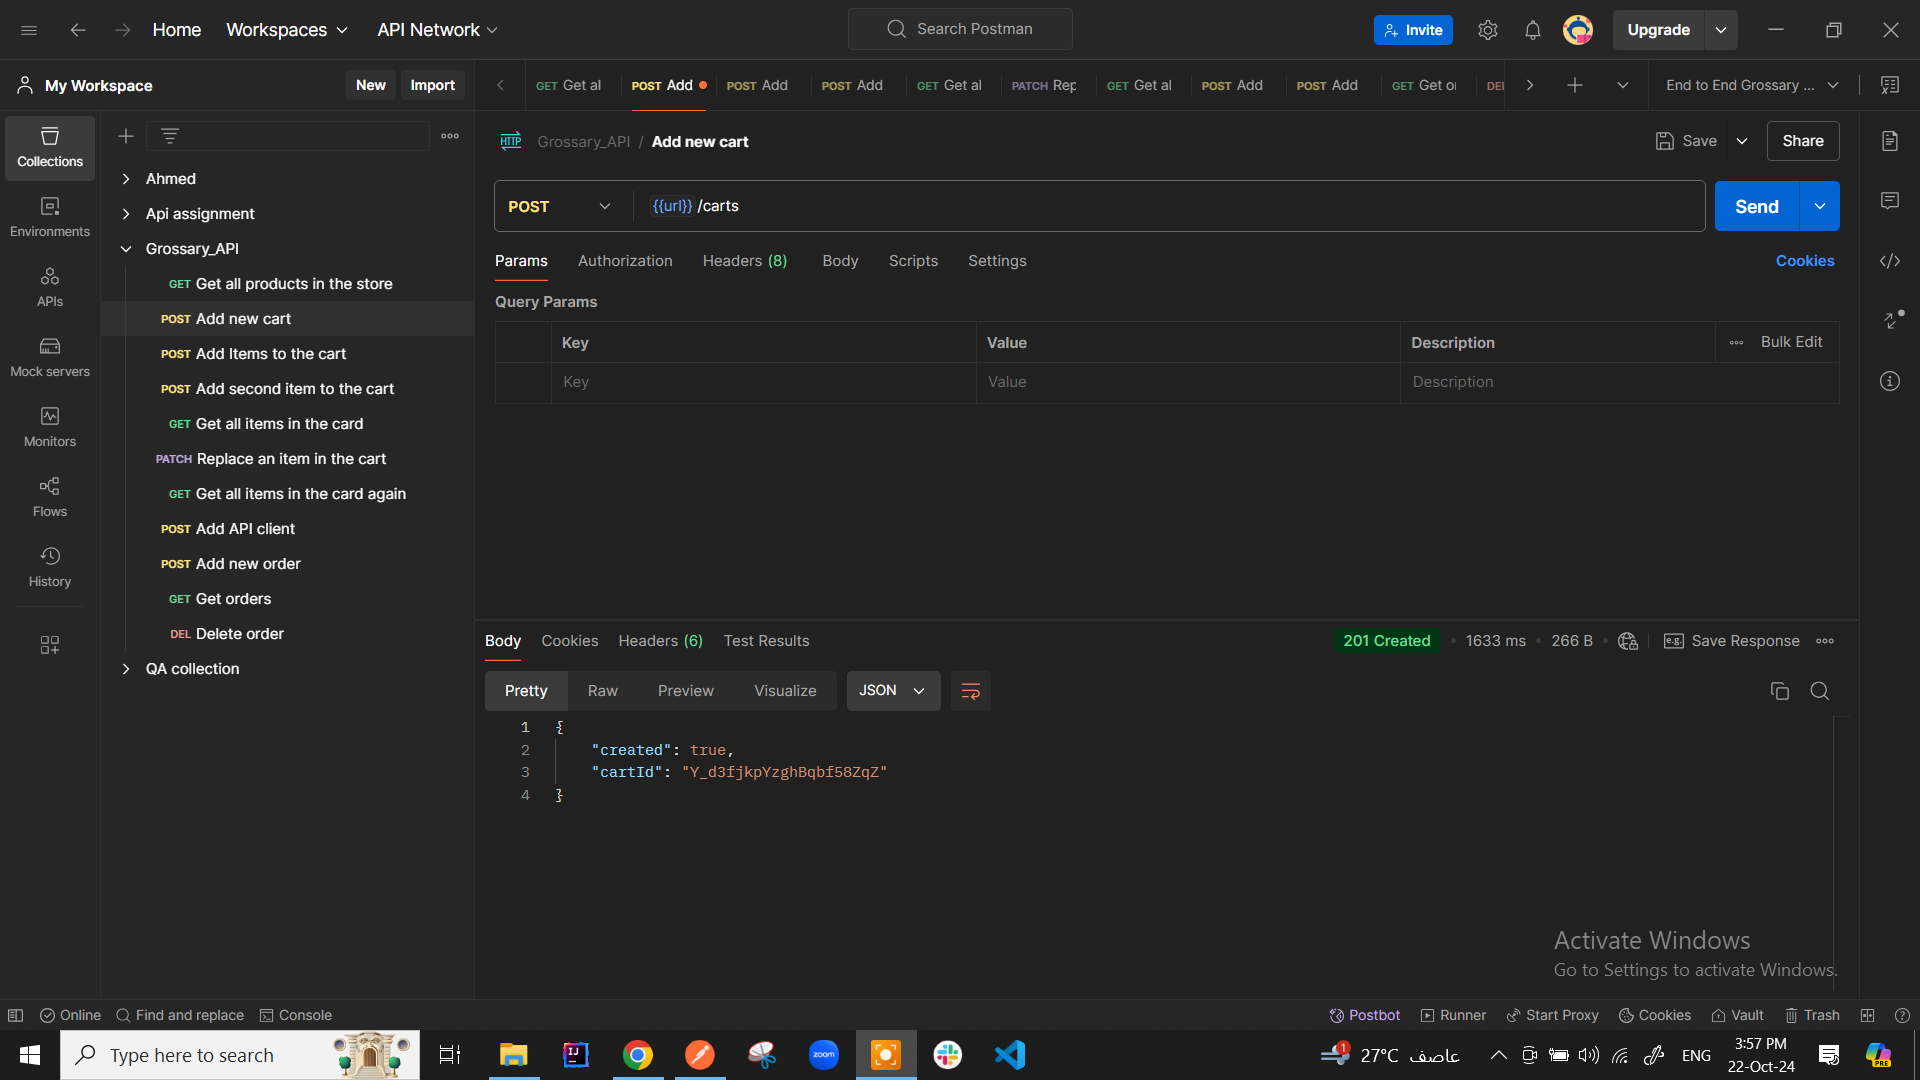 Home
Workspaces
API Network
Search Postman
Invite
Upgrade
My Workspace
New
Import
GET Get al
POST Add
POST Add
POST Add
GET Get al
PATCH Rep
GET Get al
POST Add
POST Add
GET Get o
DEL
End to End Grossary ...
Collections
Environments
APIs
Mock servers
Monitors
Flows
History
Ahmed
Api assignment
Grossary_API
GET Get all products in the store
POST Add new cart
POST Add Items to the cart
POST Add second item to the cart
GET Get all items in the card
PATCH Replace an item in the cart
GET Get all items in the card again
POST Add API client
POST Add new order
GET Get orders
DEL Delete order
QA collection
HTTP Grossary_API / Add new cart
Save
Share
POST
{{url}} /carts
Send
Params
Authorization
Headers (8)
Body
Scripts
Settings
Cookies
Query Params
Key
Value
Description
Bulk Edit
Key
Value
Description
Body
Cookies
Headers (6)
Test Results
201 Created
1633 ms
266 B
e.g. Save Response
Pretty
Raw
Preview
Visualize
JSON
1 {
2 "created": true,
3 "cartId": "Y_d3fjkpYzghBqbf58ZqZ"
4 }
Activate Windows
Go to Settings to activate Windows.
Online
Find and replace
Console
Postbot
Runner
Start Proxy
Cookies
Vault
Trash
Type here to search
IJ
zoom
1
27°C عاصف
ENG
3:57 PM
22-Oct-24
PRE